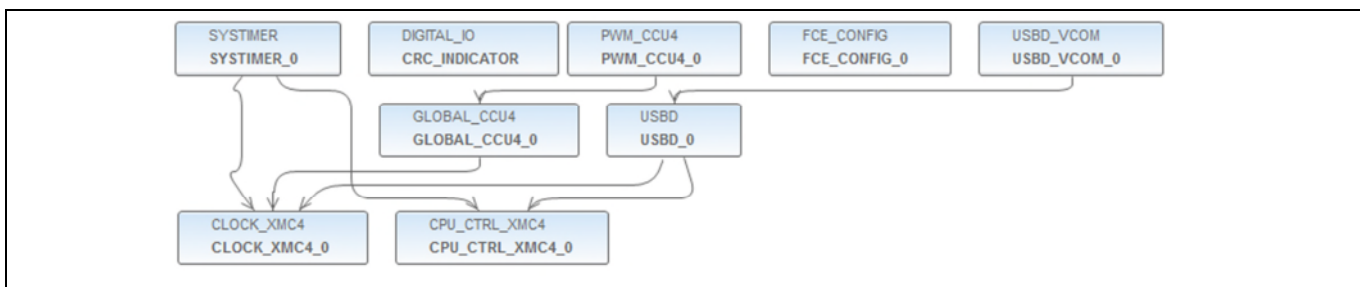 SYSTIMER
SYSTIMER_0
DIGITAL_IO
CRC_INDICATOR
PWM_CCU4
PWM_CCU4_0
FCE_CONFIG
FCE_CONFIG_0
USBD_VCOM
USBD_VCOM_0
GLOBAL_CCU4
GLOBAL_CCU4_0
USBD
USBD_0
CLOCK_XMC4
CLOCK_XMC4_0
CPU_CTRL_XMC4
CPU_CTRL_XMC4_0